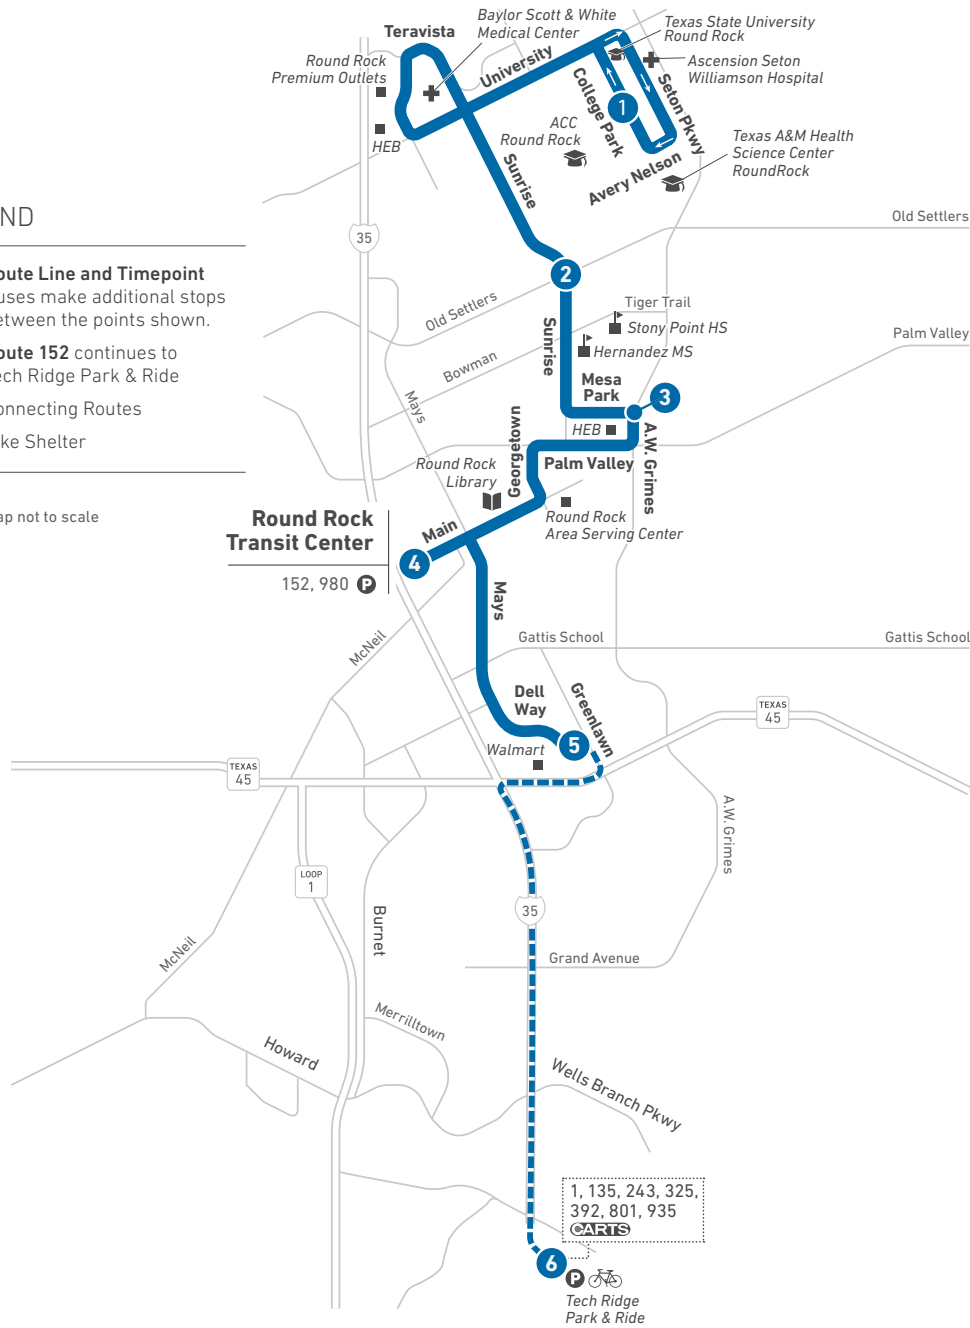 Teravista
Baylor Scott & White
Medical Center
Texas State University
Round Rock
Round Rock
Premium Outlets
University
Ascension Seton
Williamson Hospital
College Park
1
Seton Pkwy
HEB
ACC
Round Rock
Texas A&M Health
Science Center
RoundRock
Sunrise
Avery Nelson
ND
35
Old Settlers
oute Line and Timepoint
uses make additional stops
etween the points shown.
2
Old Settlers
Tiger Trail
Stony Point HS
Sunrise
Palm Valley
oute 152 continues to
ech Ridge Park & Ride
Hernandez MS
Bowman
Mesa
Park
3
onnecting Routes
Mays
HEB
ike Shelter
Georgetown
A.W. Grimes
Round Rock
Library
Palm Valley
ap not to scale
Round Rock
Transit Center
Main
Round Rock
Area Serving Center
4
152, 980 P
Mays
McNeil
Gattis School
Gattis School
Dell
Way
Greenlawn
TEXAS
45
Walmart
5
TEXAS
45
A.W. Grimes
LOOP
1
35
Burnet
McNeil
Grand Avenue
Merrilltown
Howard
Wells Branch Pkwy
1, 135, 243, 325,
392, 801, 935
CARTS
6
P
Tech Ridge
Park & Ride